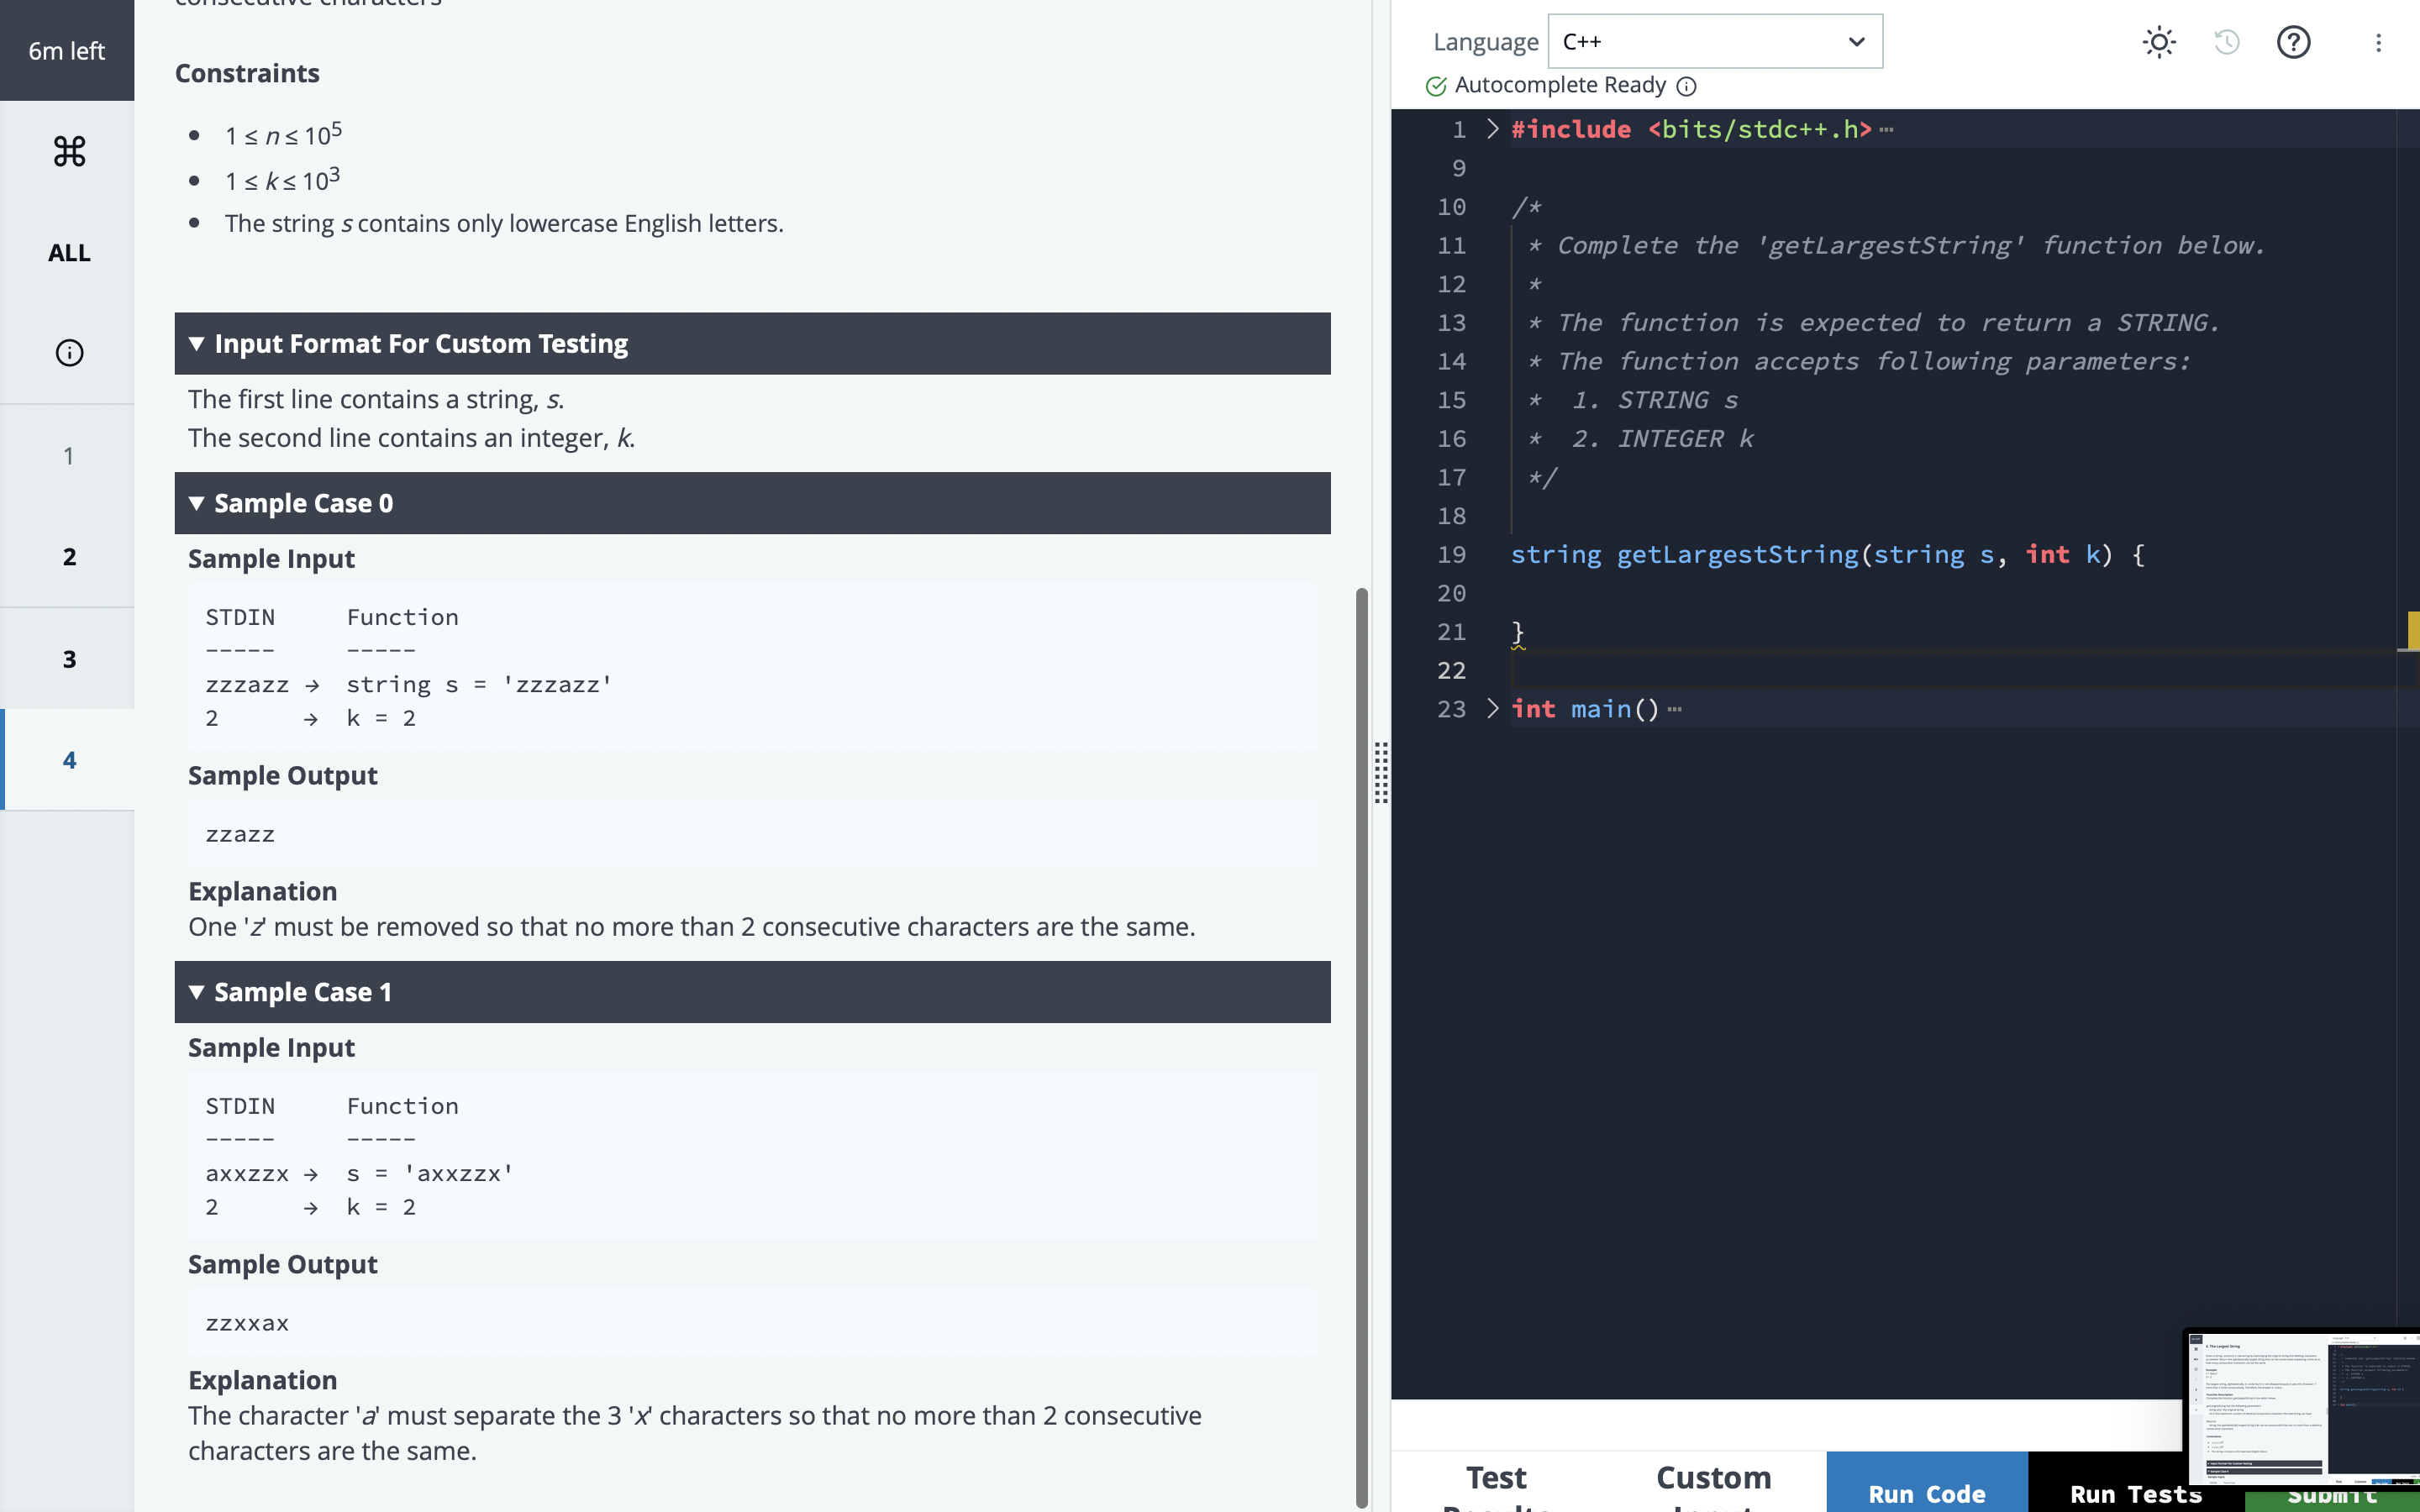 6m left
ALL
1
2
3
4
consecutive characters
Constraints
1 ≤ n ≤ 10^5
1 ≤ k ≤ 10^3
The string s contains only lowercase English letters.
▼ Input Format For Custom Testing
The first line contains a string, s.
The second line contains an integer, k.
▼ Sample Case 0
Sample Input
STDIN Function
----- -----
zzzazz → string s = 'zzzazz'
2 → k = 2
Sample Output
zzazz
Explanation
One 'z' must be removed so that no more than 2 consecutive characters are the same.
▼ Sample Case 1
Sample Input
STDIN Function
----- -----
axxzzx → s = 'axxzzx'
2 → k = 2
Sample Output
zzxxax
Explanation
The character 'a' must separate the 3 'x' characters so that no more than 2 consecutive
characters are the same.
Language C++
Autocomplete Ready
1 > #include <bits/stdc++.h> ⋯
9
10 /*
11 * Complete the 'getLargestString' function below.
12 *
13 * The function is expected to return a STRING.
14 * The function accepts following parameters:
15 * 1. STRING s
16 * 2. INTEGER k
17 */
18
19 string getLargestString(string s, int k) {
20
21 }
22
23 > int main() ⋯
Test
Results
Custom
Input
Run Code
Run Tests
Submit